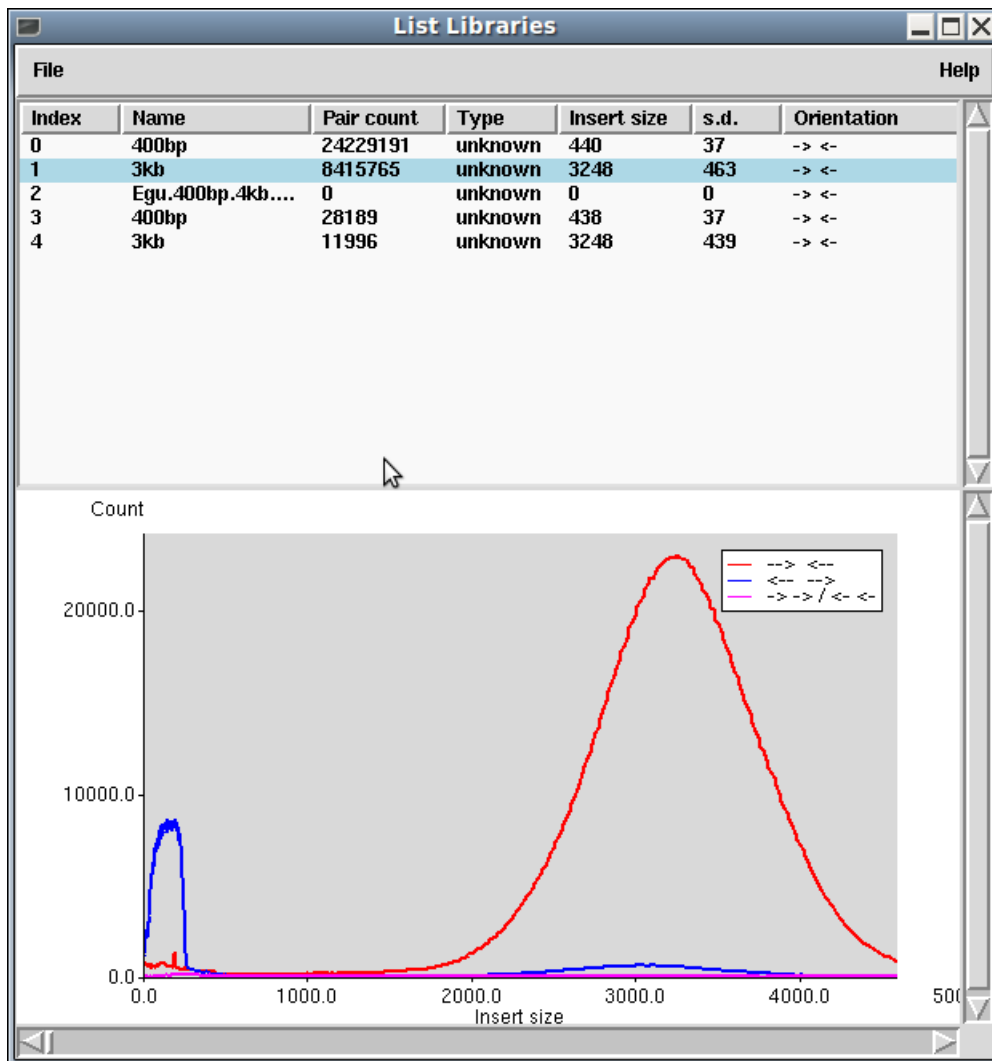 List Libraries
File Help
Index Name Pair count Type Insert size s.d. Orientation
0 400bp 24229191 unknown 440 37 -> <-
1 3kb 8415765 unknown 3248 463 -> <-
2 Egu.400bp.4kb.... 0 unknown 0 0 -> <-
3 400bp 28189 unknown 438 37 -> <-
4 3kb 11996 unknown 3248 439 -> <-
Count
--> <--
<-- -->
->->/<-<-
20000.0
10000.0
0.0
0.0 1000.0 2000.0 3000.0 4000.0 500
Insert size